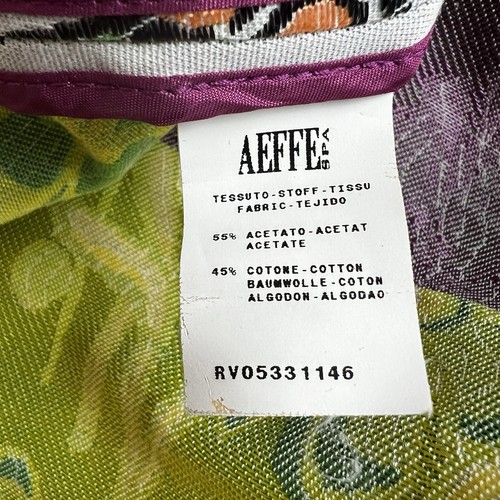 AEFFE SPA
TESSUTO-STOFF-TISSU
FABRIC-TEJIDO
55% ACETATO-ACETAT
ACETATE
45% COTONE-COTTON
BAUMWOLLE-COTON
ALGODON-ALGODAO
RV05331146